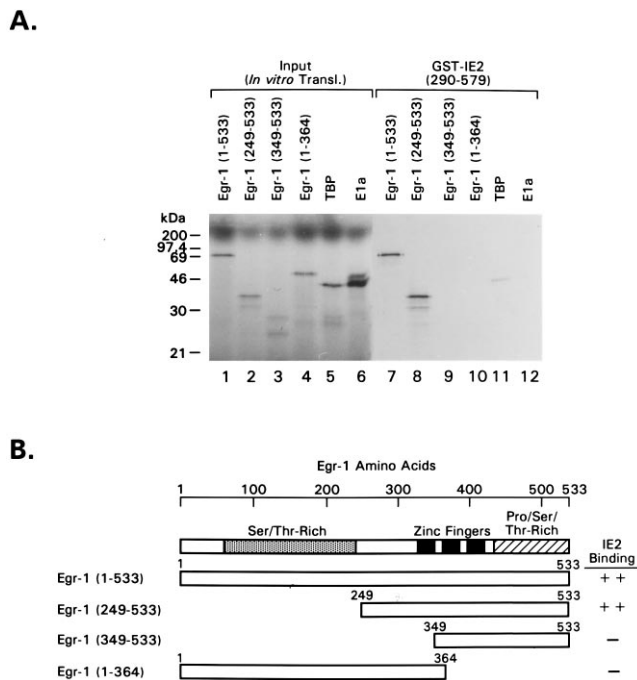 A.
Input
(In vitro Transl.)
GST-IE2
(290-579)
Egr-1 (1-533)
Egr-1 (249-533)
Egr-1 (349-533)
Egr-1 (1-364)
TBP
E1a
Egr-1 (1-533)
Egr-1 (249-533)
Egr-1 (349-533)
Egr-1 (1-364)
TBP
E1a
kDa
200
97.4
69
46
30
21
1 2 3 4 5 6 7 8 9 10 11 12
B.
Egr-1 Amino Acids
1 100 200 300 400 500 533
Ser/Thr-Rich
Zinc Fingers
Pro/Ser/
Thr-Rich
IE2
Binding
1 533
Egr-1 (1-533) + +
249 533
Egr-1 (249-533) ++
349 533
Egr-1 (349-533) −
1 364
Egr-1 (1-364) −